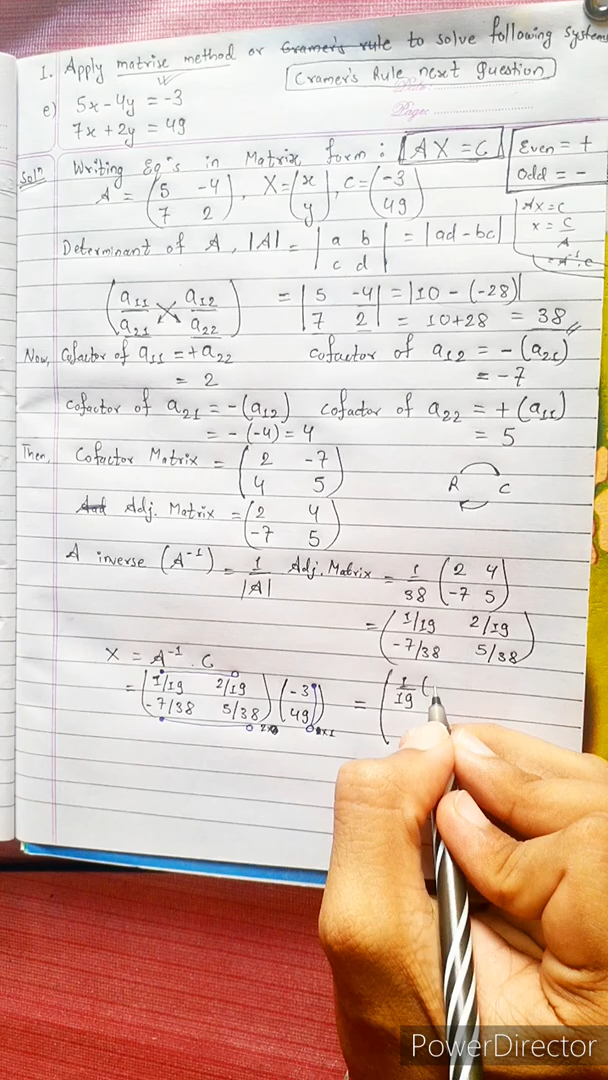 1. Apply matrix method or Cramer's rule to solve following systems
Cramer's Rule next Question
Date:
Page:
e) 5x - 4y = -3
7x + 2y = 49
Solⁿ Writing Eqⁿs in Matrix form : AX = C
Even = +
Odd = -
A = (5 -4 / 7 2), X = (x / y), C = (-3 / 49)
AX = C
x = C/A
= A⁻¹.C
Determinant of A, |A| = |a b / c d| = |ad - bc|
(a₁₁ a₁₂ / a₂₁ a₂₂) = |5 -4 / 7 2| = |10 - (-28)|
= 10+28 = 38
Now, Cofactor of a₁₁ = +a₂₂ cofactor of a₁₂ = -(a₂₁)
= 2 = -7
cofactor of a₂₁ = -(a₁₂) cofactor of a₂₂ = +(a₁₁)
= -(-4) = 4 = 5
Then, Cofactor Matrix = (2 -7 / 4 5)
R C
Adj. Matrix = (2 4 / -7 5)
A inverse (A⁻¹) = 1/|A| Adj. Matrix = 1/38 (2 4 / -7 5)
= (1/19 2/19 / -7/38 5/38)
X = A⁻¹ . C
= (1/19 2/19 / -7/38 5/38) (-3 / 49) = (1/19 (
PowerDirector